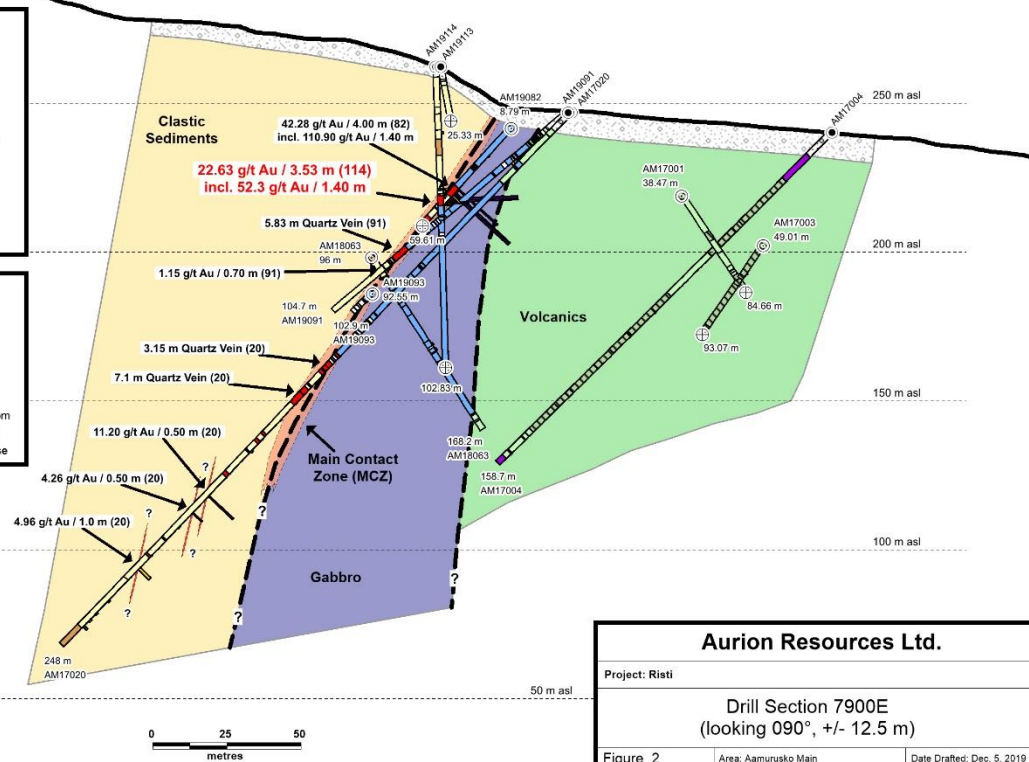 AM19114
AM19113
AM19082
8.79 m
AM19091
AM17020
AM17004
250 m asl
Clastic
Sediments
42.28 g/t Au / 4.00 m (82)
incl. 110.90 g/t Au / 1.40 m
25.33 m
22.63 g/t Au / 3.53 m (114)
incl. 52.3 g/t Au / 1.40 m
AM17001
38.47 m
5.83 m Quartz Vein (91)
59.61 m
AM17003
49.01 m
200 m asl
AM18063
96 m
1.15 g/t Au / 0.70 m (91)
AM19093
92.55 m
84.66 m
104.7 m
AM19091
102.9 m
AM19093
Volcanics
93.07 m
3.15 m Quartz Vein (20)
7.1 m Quartz Vein (20)
102.83 m
150 m asl
om
11.20 g/t Au / 0.50 m (20)
168.2 m
AM18063
se
Main Contact
Zone (MCZ)
158.7 m
AM17004
?
?
4.26 g/t Au / 0.50 m (20)
?
?
4.96 g/t Au / 1.0 m (20)
?
100 m asl
Gabbro
?
?
?
248 m
AM17020
50 m asl
0 25 50
metres
Aurion Resources Ltd.
Project: Risti
Drill Section 7900E
(looking 090°, +/- 12.5 m)
Figure 2
Area: Aamurusko Main
Date Drafted: Dec. 5, 2019